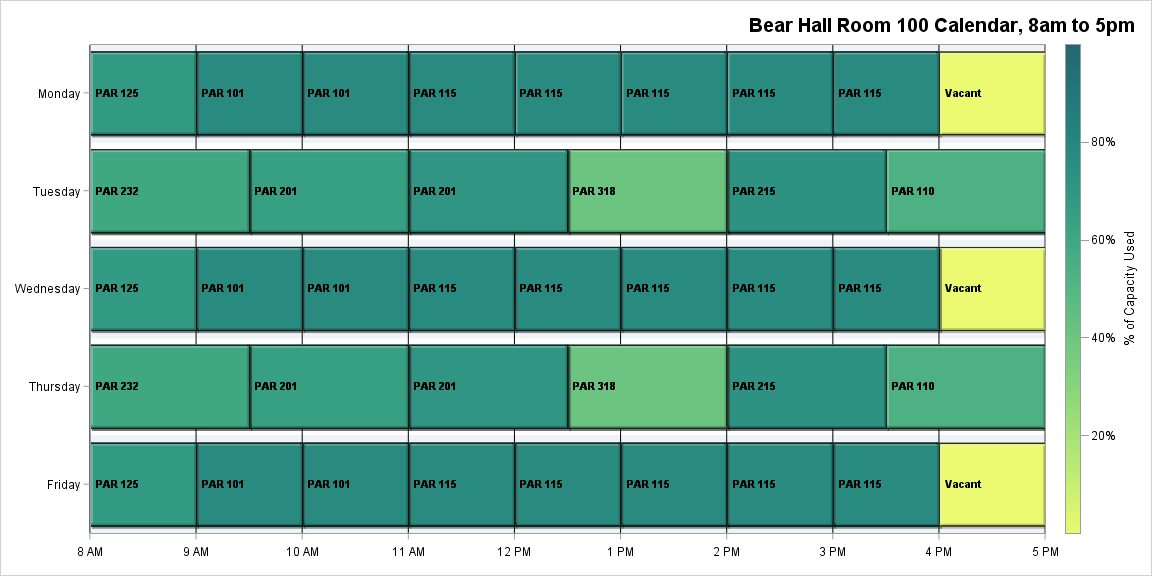 Bear Hall Room 100 Calendar, 8am to 5pm
Monday
PAR 125 PAR 101 PAR 101 PAR 115 PAR 115 PAR 115 PAR 115 PAR 115 Vacant
Tuesday
PAR 232 PAR 201 PAR 201 PAR 318 PAR 215 PAR 110
Wednesday
PAR 125 PAR 101 PAR 101 PAR 115 PAR 115 PAR 115 PAR 115 PAR 115 Vacant
Thursday
PAR 232 PAR 201 PAR 201 PAR 318 PAR 215 PAR 110
Friday
PAR 125 PAR 101 PAR 101 PAR 115 PAR 115 PAR 115 PAR 115 PAR 115 Vacant
8 AM 9 AM 10 AM 11 AM 12 PM 1 PM 2 PM 3 PM 4 PM 5 PM
80%
60%
40%
20%
% of Capacity Used